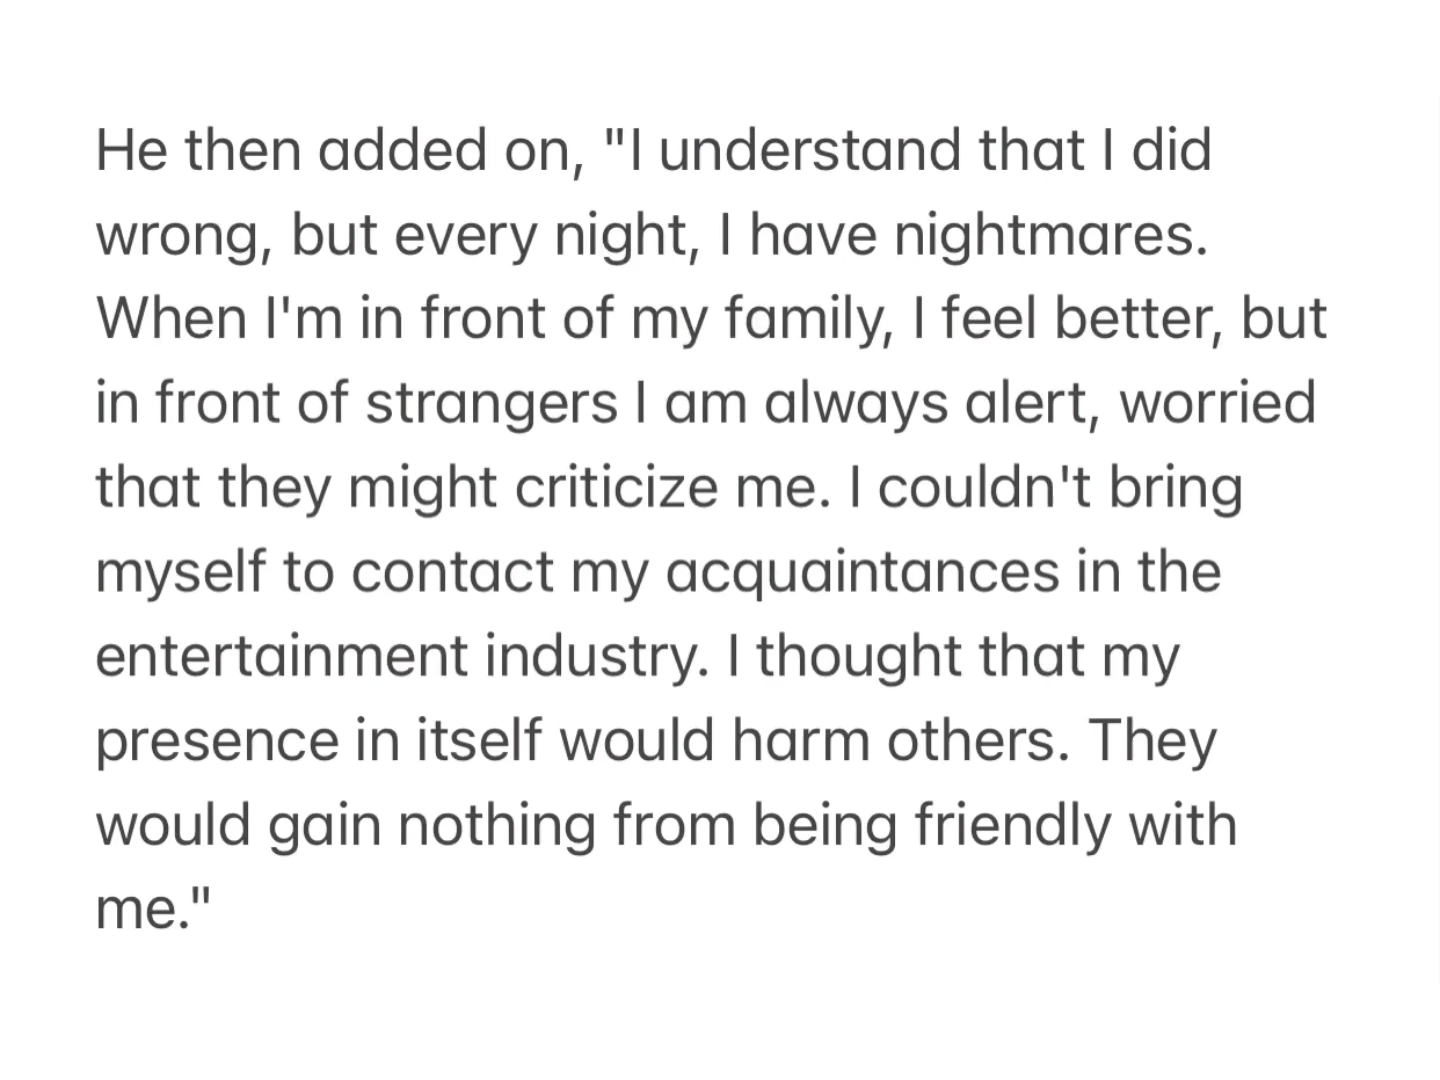 He then added on, "I understand that I did
wrong, but every night, I have nightmares.
When I'm in front of my family, I feel better, but
in front of strangers I am always alert, worried
that they might criticize me. I couldn't bring
myself to contact my acquaintances in the
entertainment industry. I thought that my
presence in itself would harm others. They
would gain nothing from being friendly with
me."